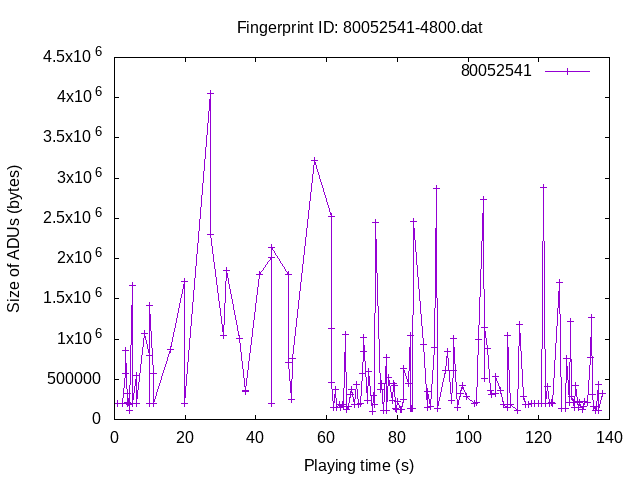 Fingerprint ID: 80052541-4800.dat
4.5x10^6
80052541
4x10^6
3.5x10^6
3x10^6
2.5x10^6
2x10^6
1.5x10^6
1x10^6
500000
0
Size of ADUs (bytes)
0 20 40 60 80 100 120 140
Playing time (s)